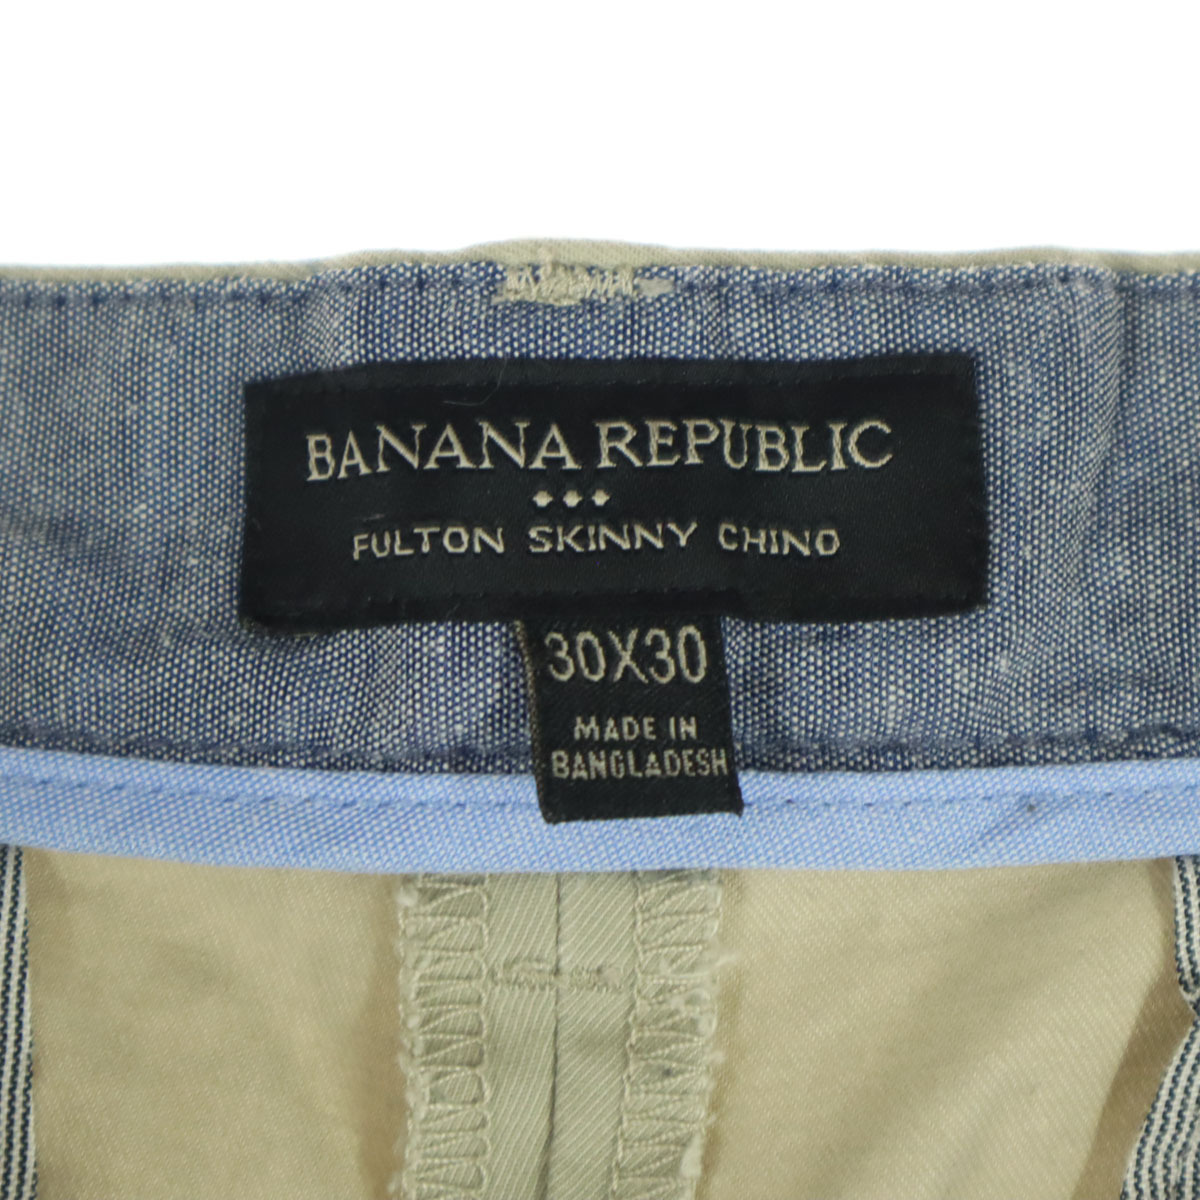 BANANA REPUBLIC
FULTON SKINNY CHINO
30X30
MADE IN
BANGLADESH